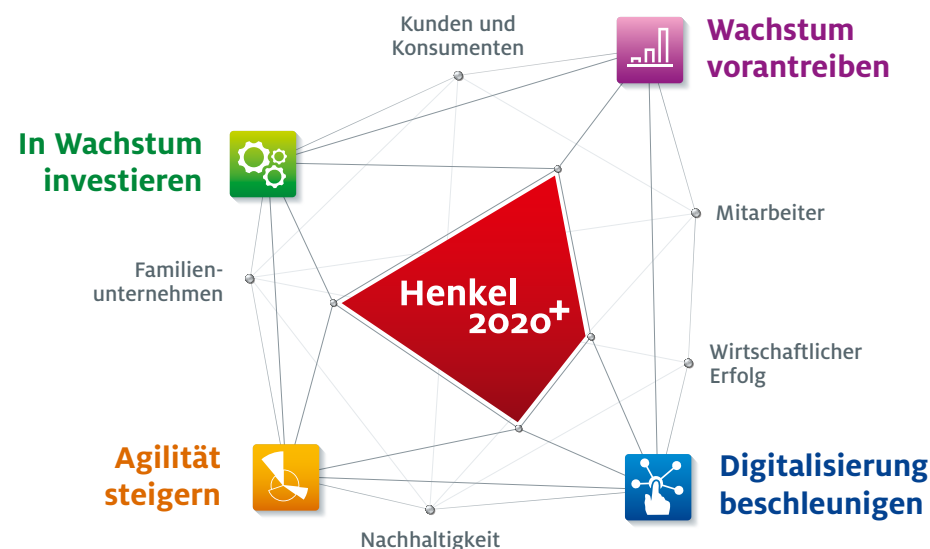 Kunden und
Konsumenten
Wachstum
vorantreiben
In Wachstum
investieren
Mitarbeiter
Familien-
unternehmen
Henkel
2020+
Wirtschaftlicher
Erfolg
Agilität
steigern
Digitalisierung
beschleunigen
Nachhaltigkeit